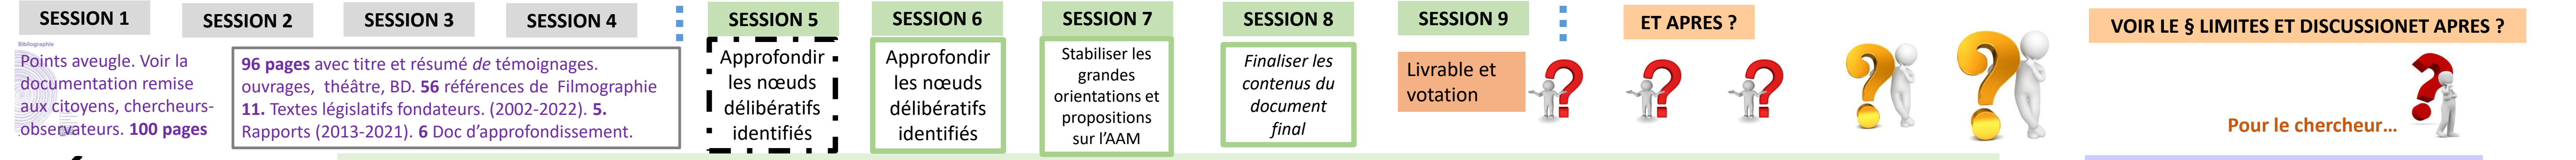 SESSION 1
SESSION 2
SESSION 3
SESSION 4
SESSION 5
SESSION 6
SESSION 7
SESSION 8
SESSION 9
ET APRES ?
VOIR LE § LIMITES ET DISCUSSIONET APRES ?
Bibliographie
Points aveugle. Voir la
documentation remise
aux citoyens, chercheurs-
observateurs. 100 pages
96 pages avec titre et résumé de témoignages.
ouvrages, théâtre, BD. 56 références de Filmographie
11. Textes législatifs fondateurs. (2002-2022). 5.
Rapports (2013-2021). 6 Doc d’approfondissement.
Approfondir
les nœuds
délibératifs
identifiés
Approfondir
les nœuds
délibératifs
identifiés
Stabiliser les
grandes
orientations et
propositions
sur l’AAM
Finaliser les
contenus du
document
final
Livrable et
votation
Pour le chercheur…